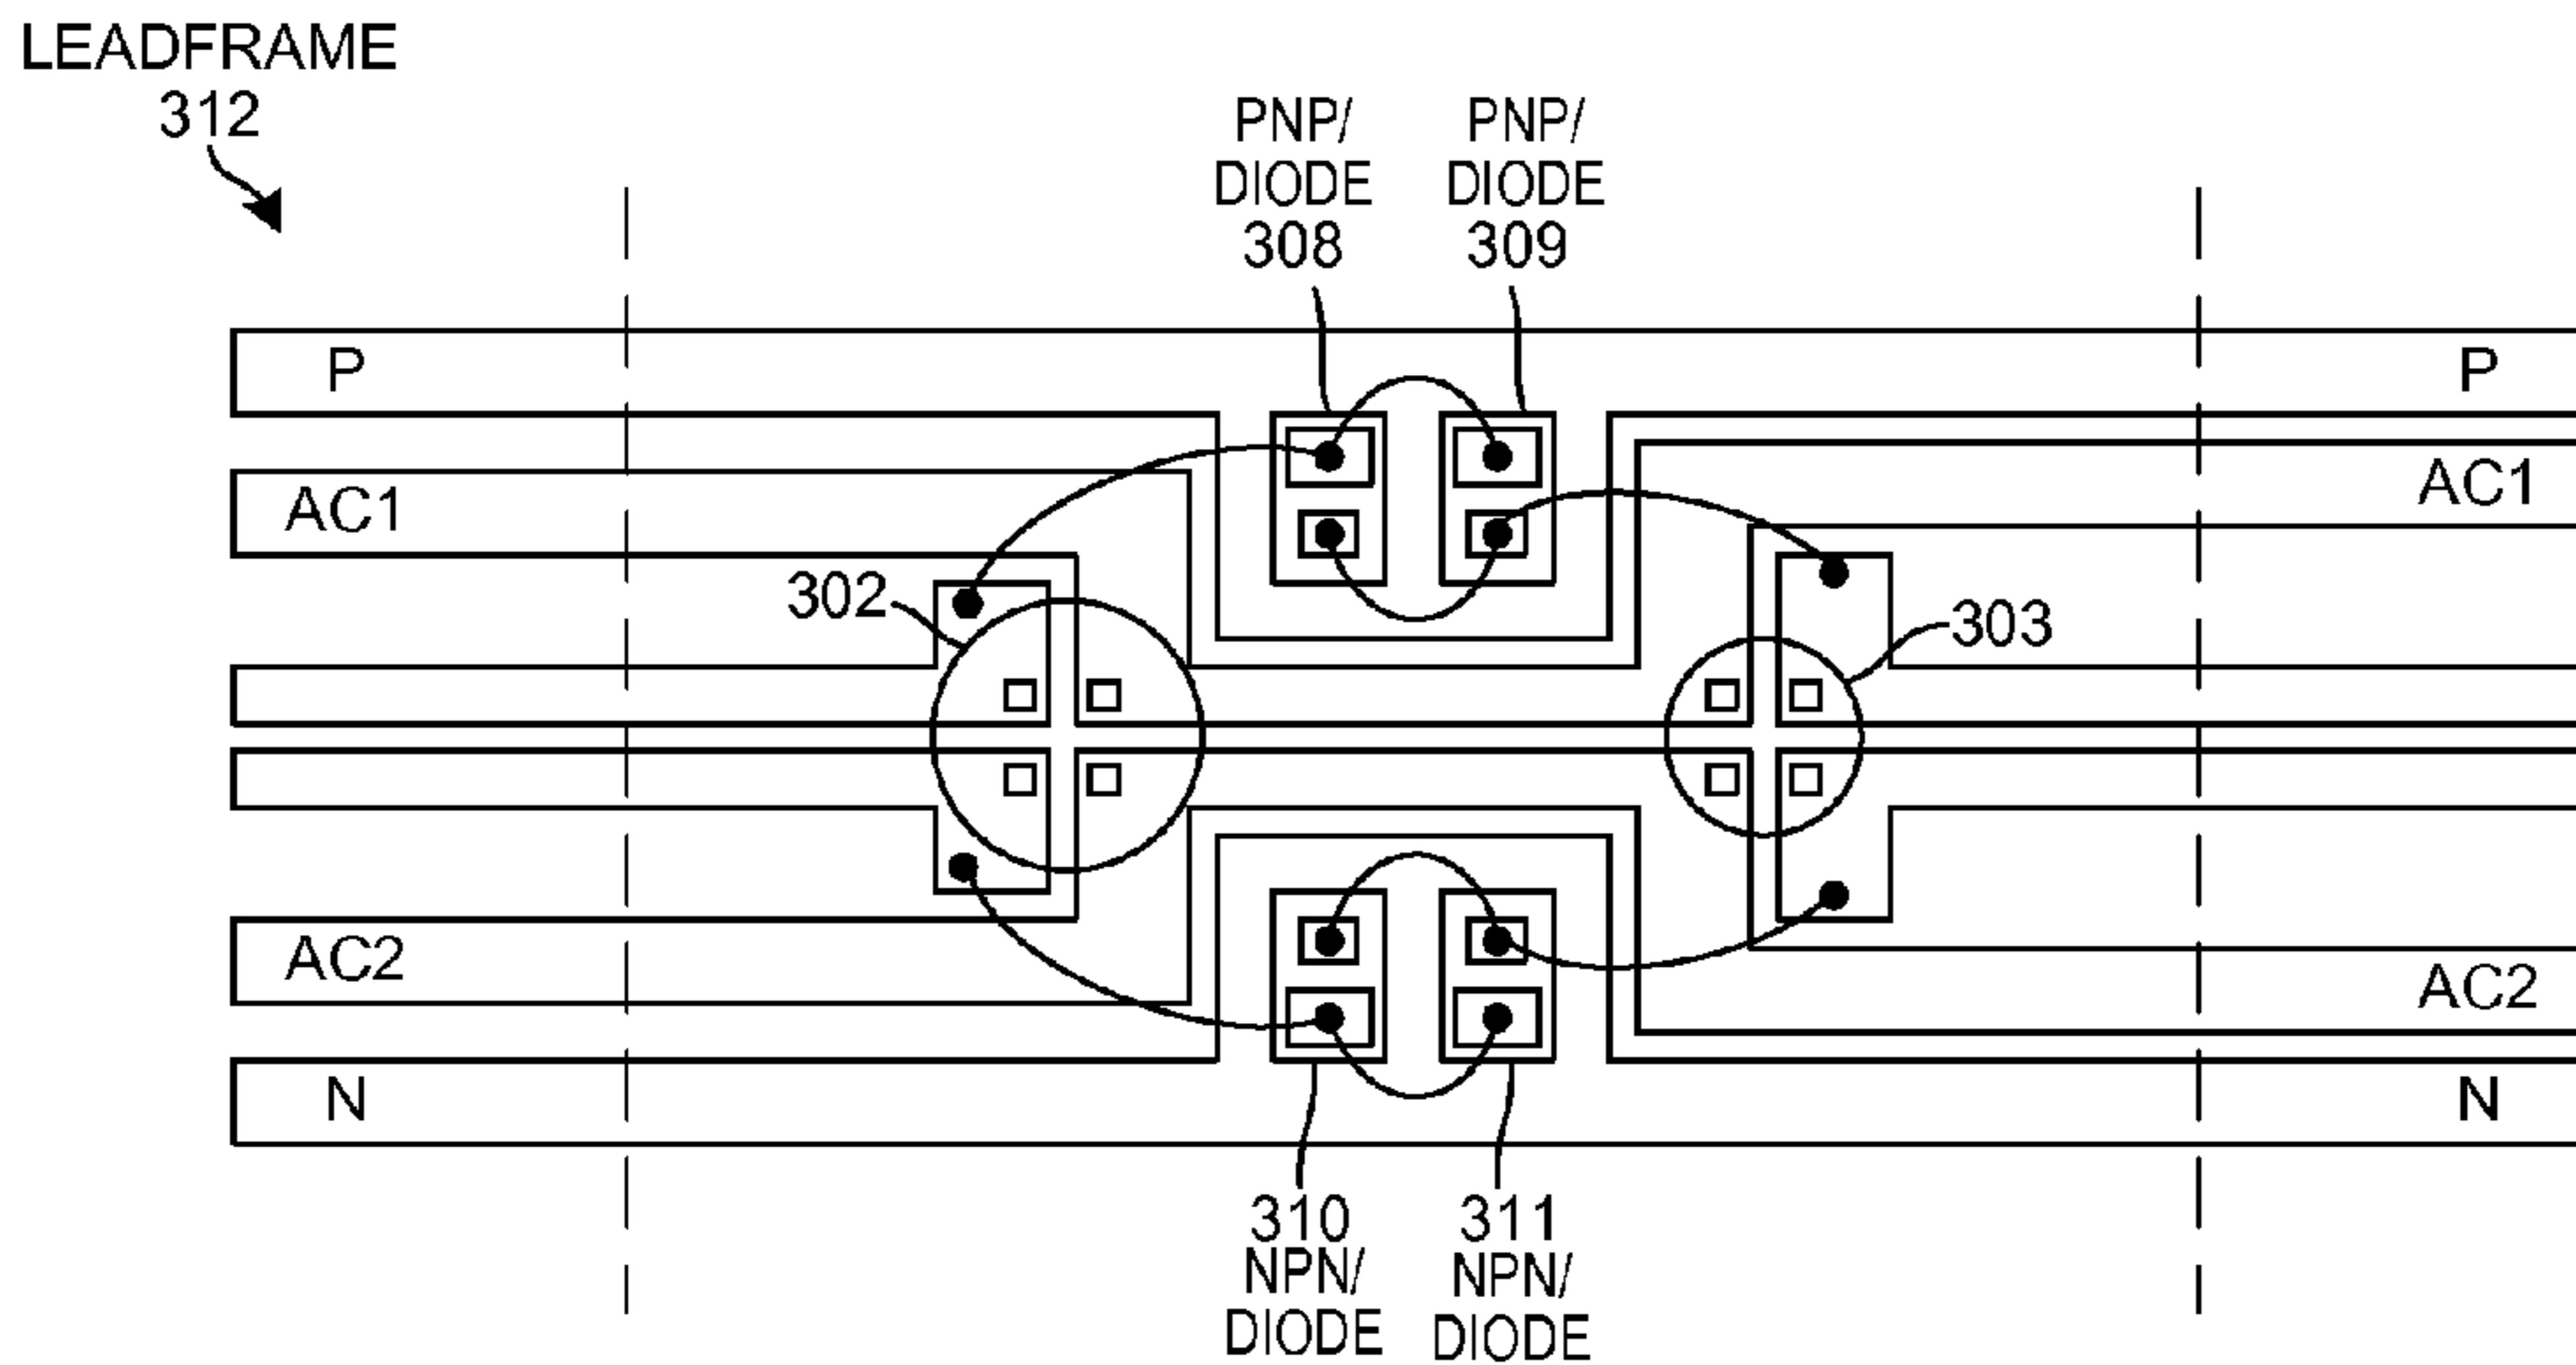 LEADFRAME
312
PNP/
DIODE
308
PNP/
DIODE
309
P
P
AC1
AC1
302
303
AC2
AC2
N
N
310
NPN/
DIODE
311
NPN/
DIODE